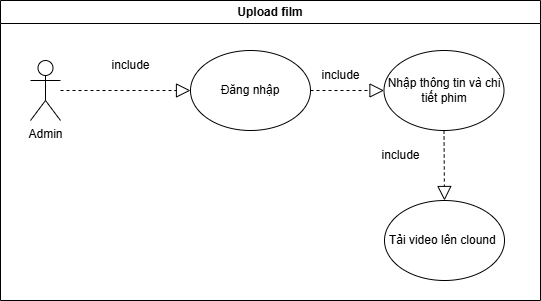 Upload film
include
include
Đăng nhập
Nhập thông tin và chi
tiết phim
Admin
include
Tải video lên clound